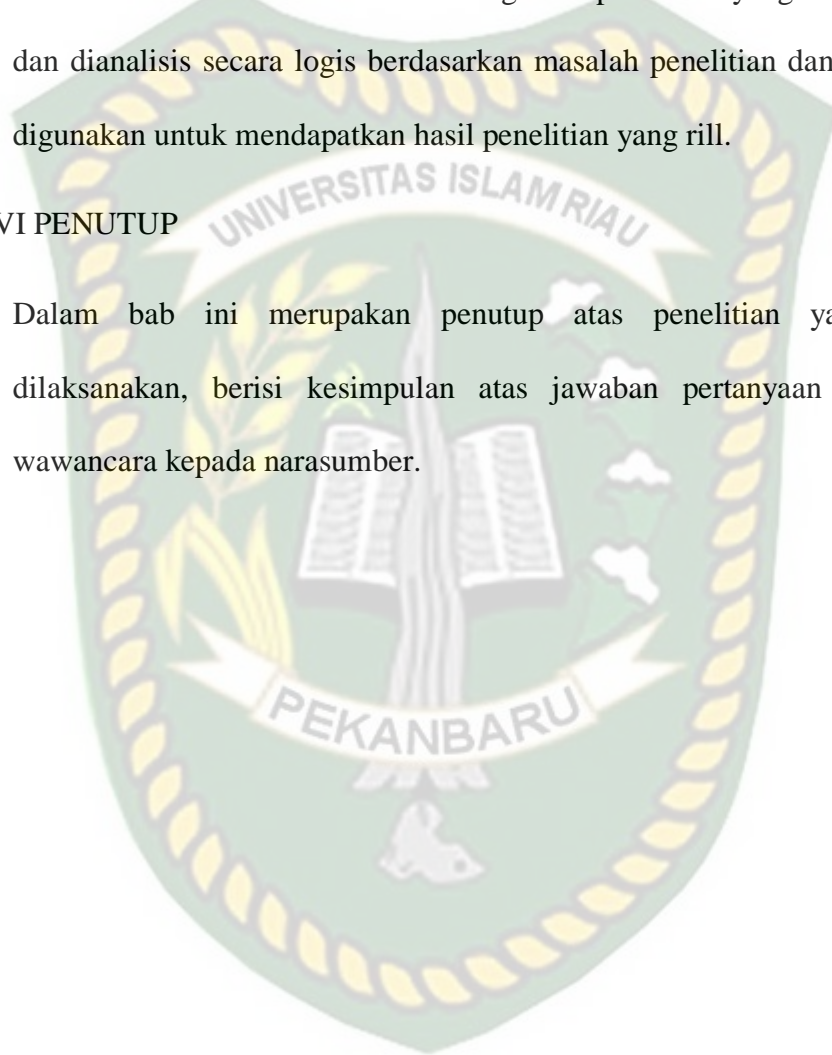 dan dianalisis secara logis berdasarkan masalah penelitian dan
digunakan untuk mendapatkan hasil penelitian yang rill.
VI PENUTUP
UNIVERSITAS ISLAM RIAU
Dalam bab ini merupakan penutup atas penelitian
dilaksanakan, berisi kesimpulan atas jawaban pertanyaan
wawancara kepada narasumber.
PEKANBARU